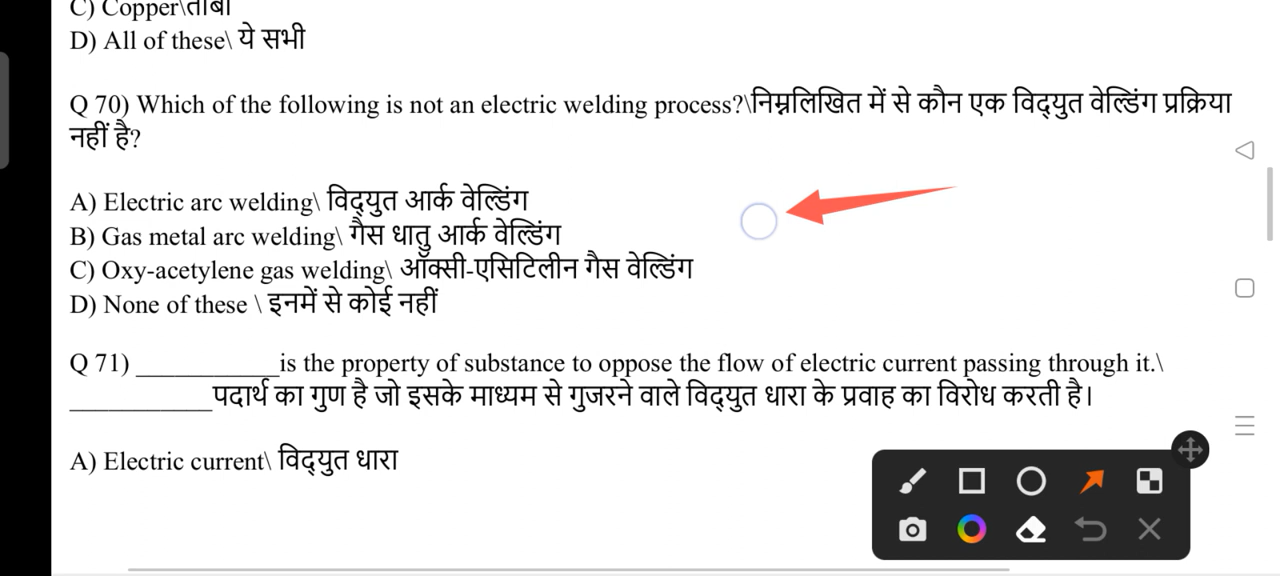 C) Copper\तांबा
D) All of these\ ये सभी
Q 70) Which of the following is not an electric welding process?\निम्नलिखित में से कौन एक विद्युत वेल्डिंग प्रक्रिया
नहीं है?
A) Electric arc welding\ विद्युत आर्क वेल्डिंग
B) Gas metal arc welding\ गैस धातु आर्क वेल्डिंग
C) Oxy-acetylene gas welding\ ऑक्सी-एसिटिलीन गैस वेल्डिंग
D) None of these \ इनमें से कोई नहीं
Q 71) __________is the property of substance to oppose the flow of electric current passing through it.\
__________पदार्थ का गुण है जो इसके माध्यम से गुजरने वाले विद्युत धारा के प्रवाह का विरोध करती है।
A) Electric current\ विद्युत धारा